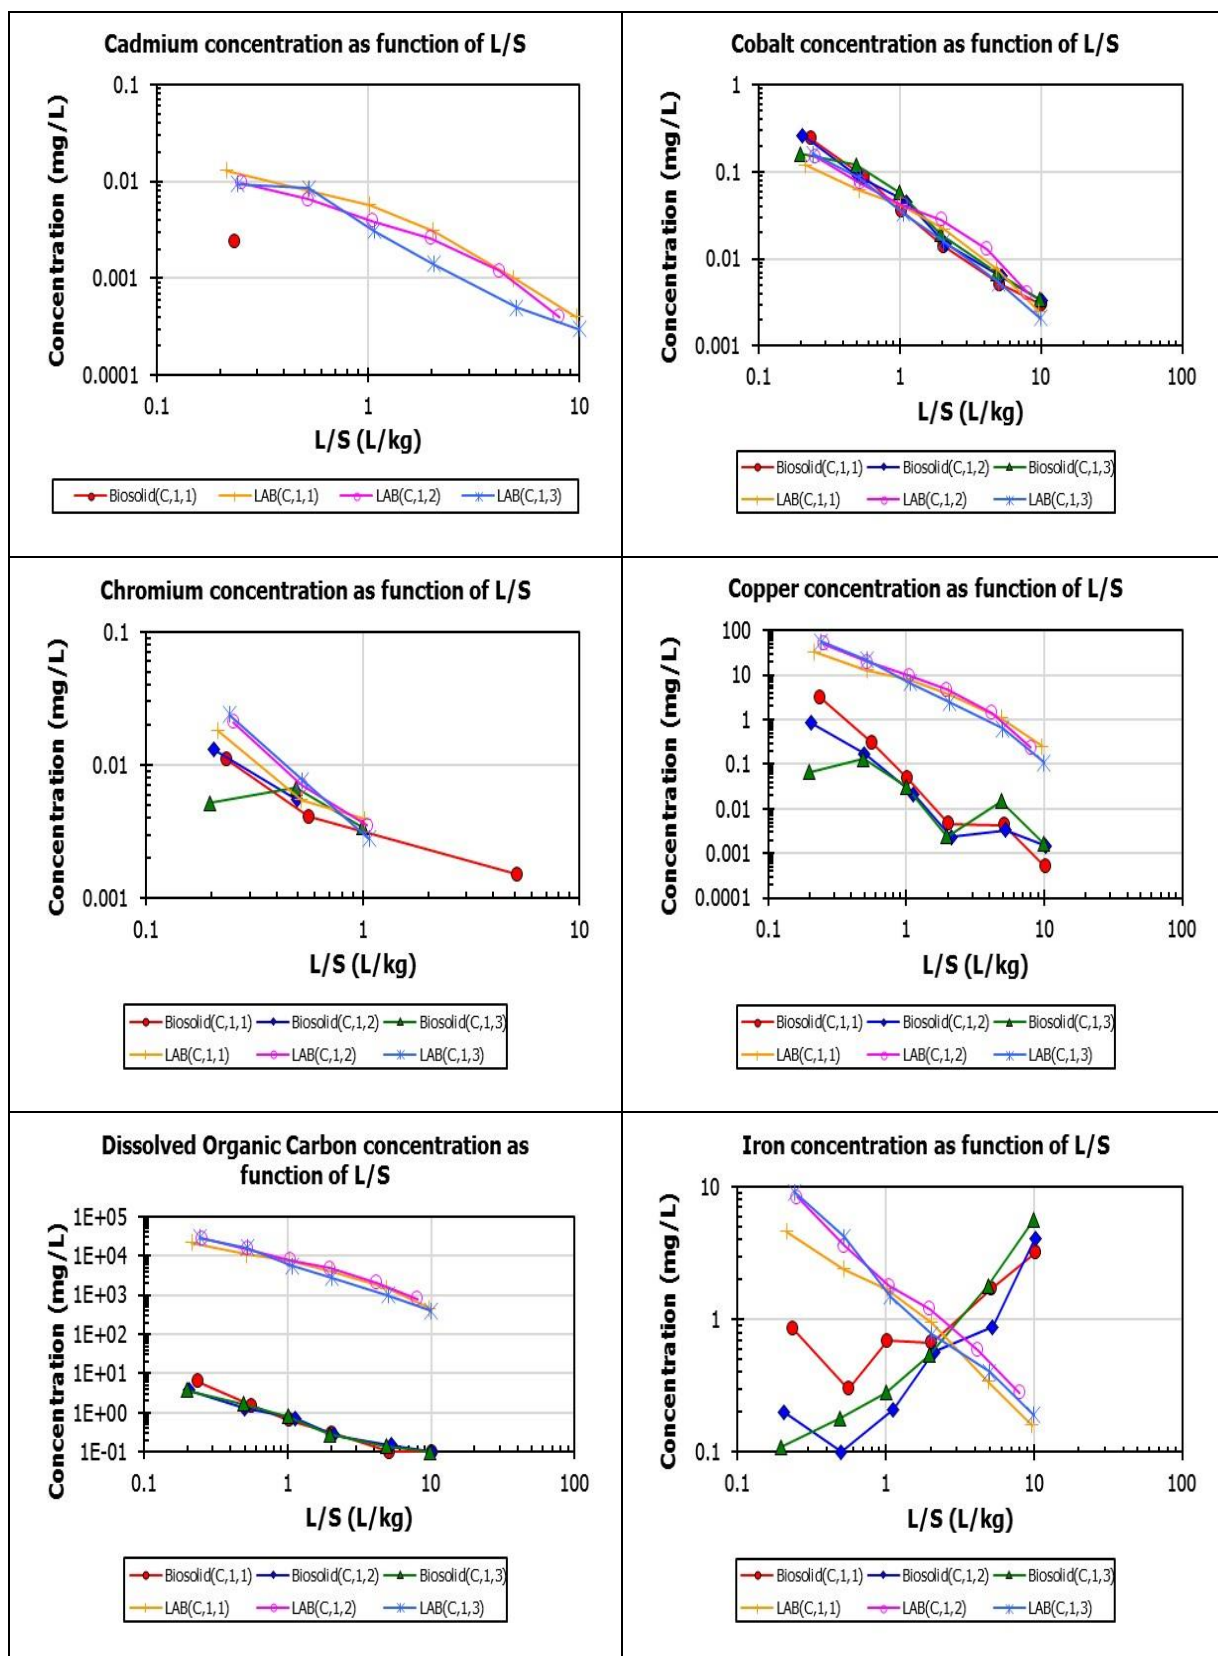 Cadmium concentration as function of L/S
Concentration (mg/L)
0.1
0.01
0.001
0.0001
0.1 1 10
L/S (L/kg)
Biosolid(C,1,1) LAB(C,1,1) LAB(C,1,2) LAB(C,1,3)
Cobalt concentration as function of L/S
Concentration (mg/L)
1
0.1
0.01
0.001
0.1 1 10 100
L/S (L/kg)
Biosolid(C,1,1) Biosolid(C,1,2) Biosolid(C,1,3)
LAB(C,1,1) LAB(C,1,2) LAB(C,1,3)
Chromium concentration as function of L/S
Concentration (mg/L)
0.1
0.01
0.001
0.1 1 10
L/S (L/kg)
Biosolid(C,1,1) Biosolid(C,1,2) Biosolid(C,1,3)
LAB(C,1,1) LAB(C,1,2) LAB(C,1,3)
Copper concentration as function of L/S
Concentration (mg/L)
100
10
1
0.1
0.01
0.001
0.0001
0.1 1 10 100
L/S (L/kg)
Biosolid(C,1,1) Biosolid(C,1,2) Biosolid(C,1,3)
LAB(C,1,1) LAB(C,1,2) LAB(C,1,3)
Dissolved Organic Carbon concentration as
function of L/S
Concentration (mg/L)
1E+05
1E+04
1E+03
1E+02
1E+01
1E+00
1E-01
0.1 1 10 100
L/S (L/kg)
Biosolid(C,1,1) Biosolid(C,1,2) Biosolid(C,1,3)
LAB(C,1,1) LAB(C,1,2) LAB(C,1,3)
Iron concentration as function of L/S
Concentration (mg/L)
10
1
0.1
0.1 1 10 100
L/S (L/kg)
Biosolid(C,1,1) Biosolid(C,1,2) Biosolid(C,1,3)
LAB(C,1,1) LAB(C,1,2) LAB(C,1,3)